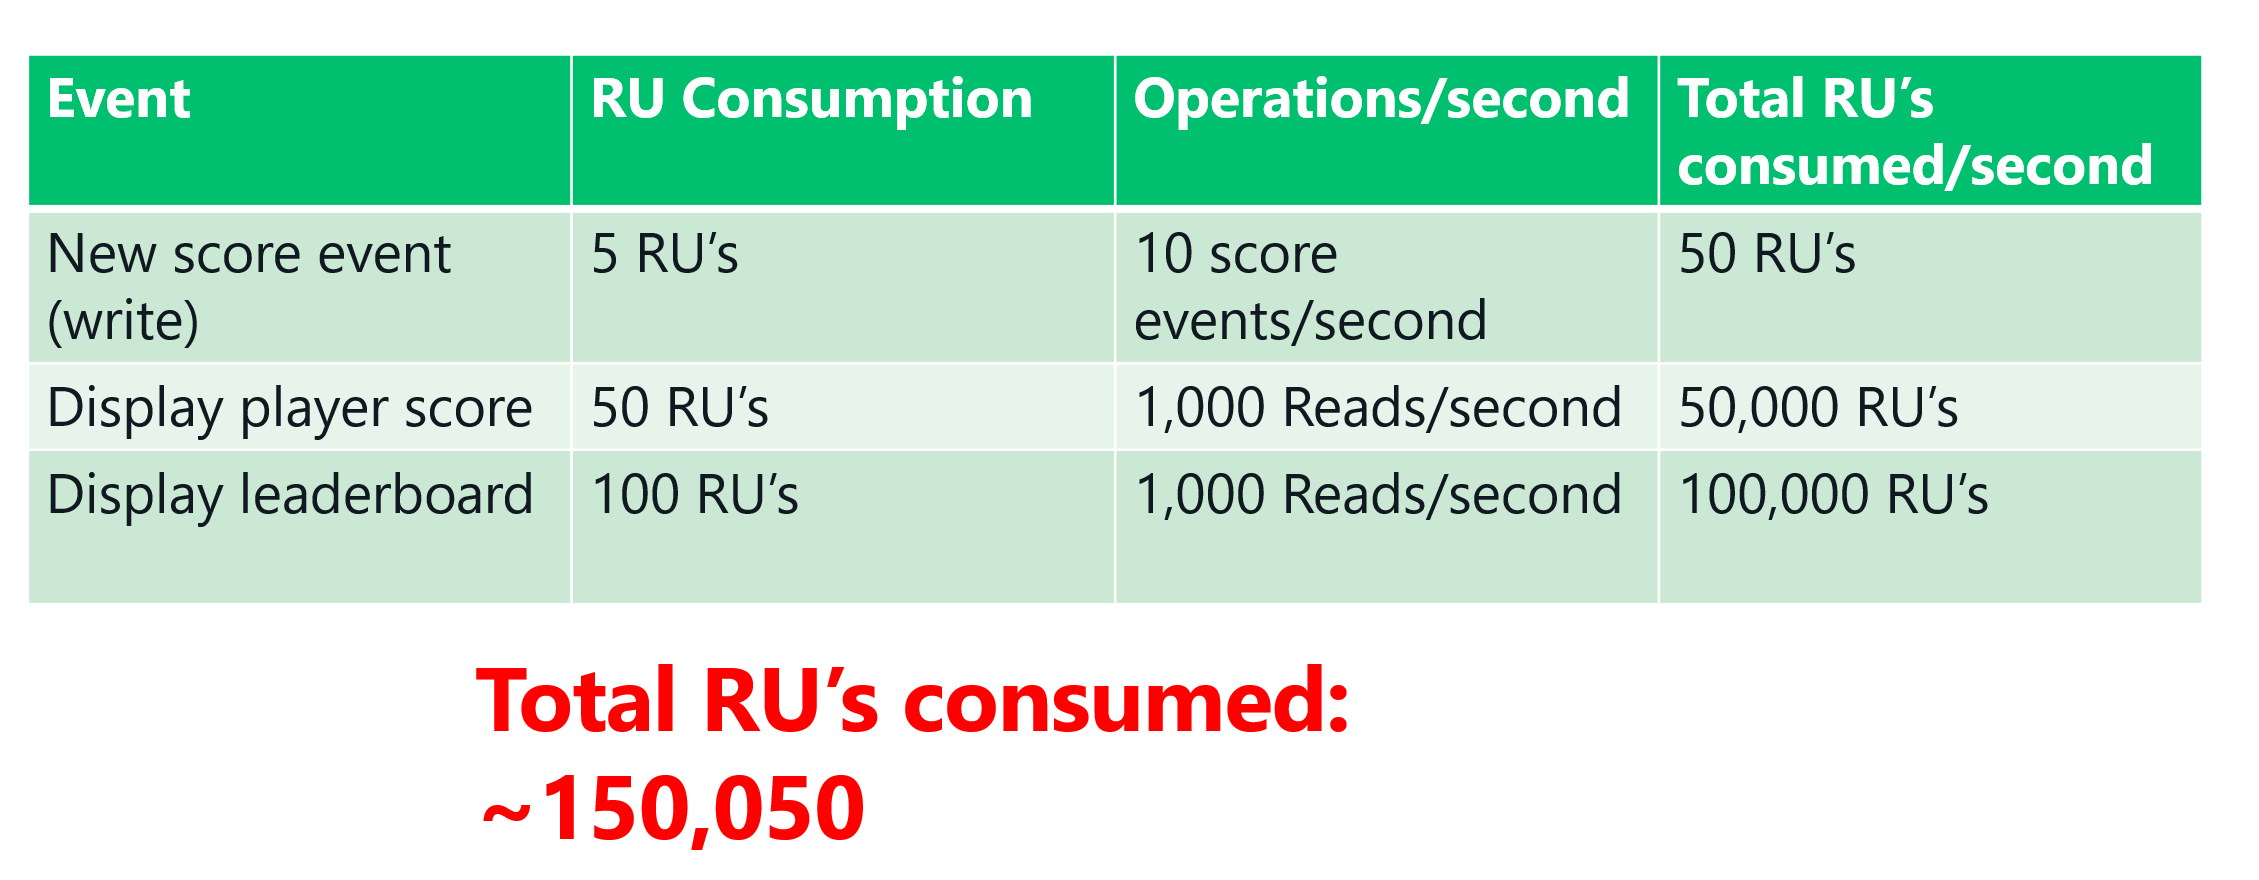 Event RU Consumption Operations/second Total RU’s
consumed/second
New score event 5 RU’s 10 score 50 RU’s
(write) events/second
Display player score 50 RU’s 1,000 Reads/second 50,000 RU’s
Display leaderboard 100 RU’s 1,000 Reads/second 100,000 RU’s
Total RU’s consumed:
~150,050